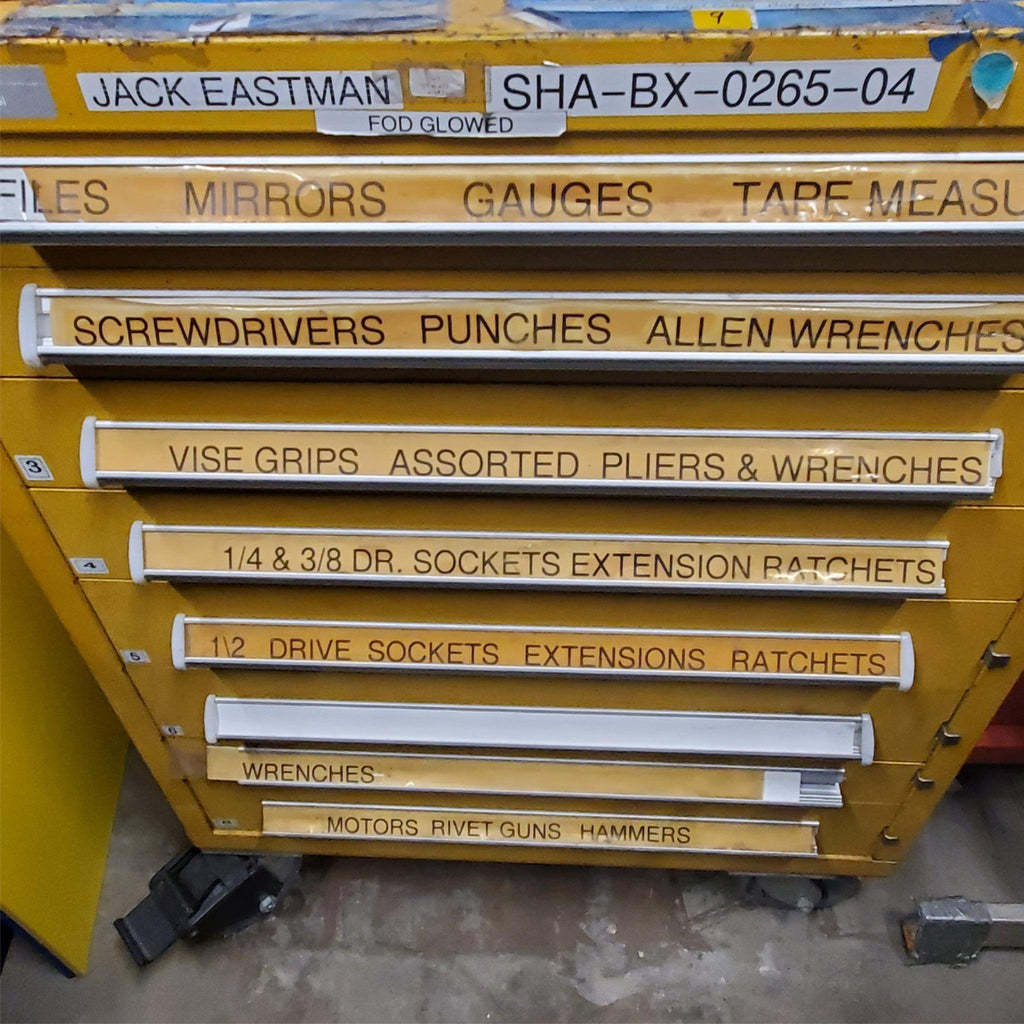 9
JACK EASTMAN SHA-BX-0265-04
FOD GLOWED
FILES MIRRORS GAUGES TAPE MEASU
SCREWDRIVERS PUNCHES ALLEN WRENCHES
3 VISE GRIPS ASSORTED PLIERS & WRENCHES
4 1/4 & 3/8 DR. SOCKETS EXTENSION RATCHETS
5 1\2 DRIVE SOCKETS EXTENSIONS RATCHETS
6
WRENCHES
MOTORS RIVET GUNS HAMMERS